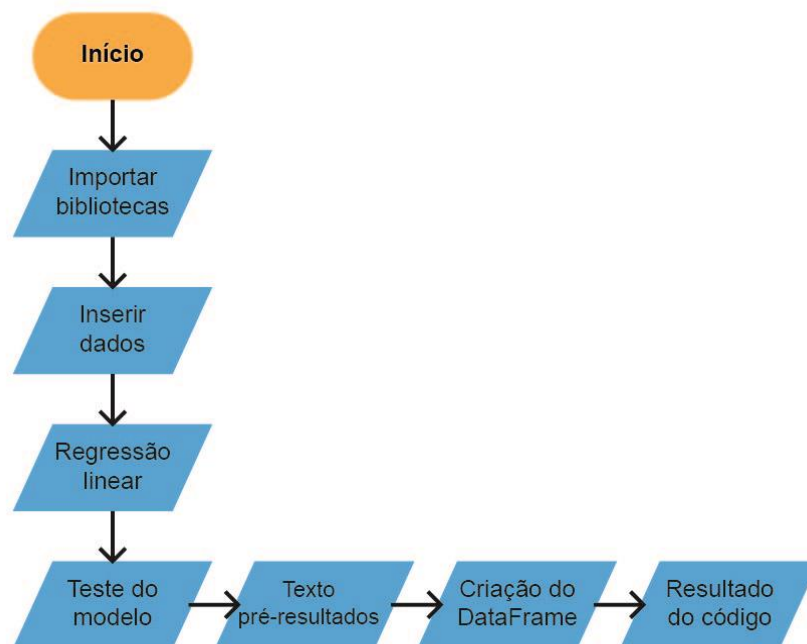 Início
Importar
bibliotecas
Inserir
dados
Regressão
linear
Teste do
modelo
Texto
pré-resultados
Criação do
DataFrame
Resultado
do código